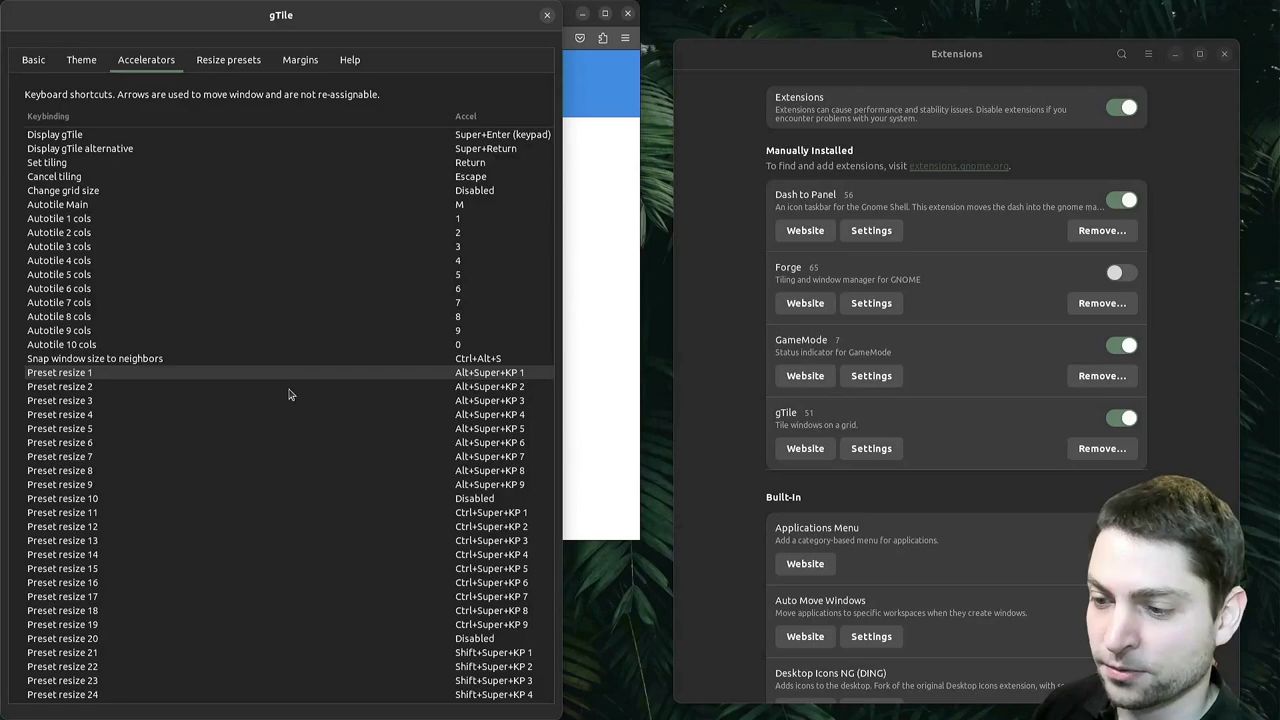 gTile
Basic
Theme
Accelerators
Resize presets
Margins
Help
Keyboard shortcuts. Arrows are used to move window and are not re-assignable.
Keybinding Accel
Display gTile Super+Enter (keypad)
Display gTile alternative Super+Return
Set tiling Return
Cancel tiling Escape
Change grid size Disabled
Autotile Main M
Autotile 1 cols 1
Autotile 2 cols 2
Autotile 3 cols 3
Autotile 4 cols 4
Autotile 5 cols 5
Autotile 6 cols 6
Autotile 7 cols 7
Autotile 8 cols 8
Autotile 9 cols 9
Autotile 10 cols 0
Snap window size to neighbors Ctrl+Alt+S
Preset resize 1 Alt+Super+KP 1
Preset resize 2 Alt+Super+KP 2
Preset resize 3 Alt+Super+KP 3
Preset resize 4 Alt+Super+KP 4
Preset resize 5 Alt+Super+KP 5
Preset resize 6 Alt+Super+KP 6
Preset resize 7 Alt+Super+KP 7
Preset resize 8 Alt+Super+KP 8
Preset resize 9 Alt+Super+KP 9
Preset resize 10 Disabled
Preset resize 11 Ctrl+Super+KP 1
Preset resize 12 Ctrl+Super+KP 2
Preset resize 13 Ctrl+Super+KP 3
Preset resize 14 Ctrl+Super+KP 4
Preset resize 15 Ctrl+Super+KP 5
Preset resize 16 Ctrl+Super+KP 6
Preset resize 17 Ctrl+Super+KP 7
Preset resize 18 Ctrl+Super+KP 8
Preset resize 19 Ctrl+Super+KP 9
Preset resize 20 Disabled
Preset resize 21 Shift+Super+KP 1
Preset resize 22 Shift+Super+KP 2
Preset resize 23 Shift+Super+KP 3
Preset resize 24 Shift+Super+KP 4
Extensions
Extensions
Extensions can cause performance and stability issues. Disable extensions if you
encounter problems with your system.
Manually Installed
To find and add extensions, visit extensions.gnome.org.
Dash to Panel 56
An icon taskbar for the Gnome Shell. This extension moves the dash into the gnome ma...
Website Settings Remove...
Forge 65
Tiling and window manager for GNOME
Website Settings Remove...
GameMode 7
Status indicator for GameMode
Website Settings Remove...
gTile 51
Tile windows on a grid.
Website Settings Remove...
Built-In
Applications Menu
Add a category-based menu for applications.
Website
Auto Move Windows
Move applications to specific workspaces when they create windows.
Website Settings
Desktop Icons NG (DING)
Adds icons to the desktop. Fork of the original Desktop Icons extension, with